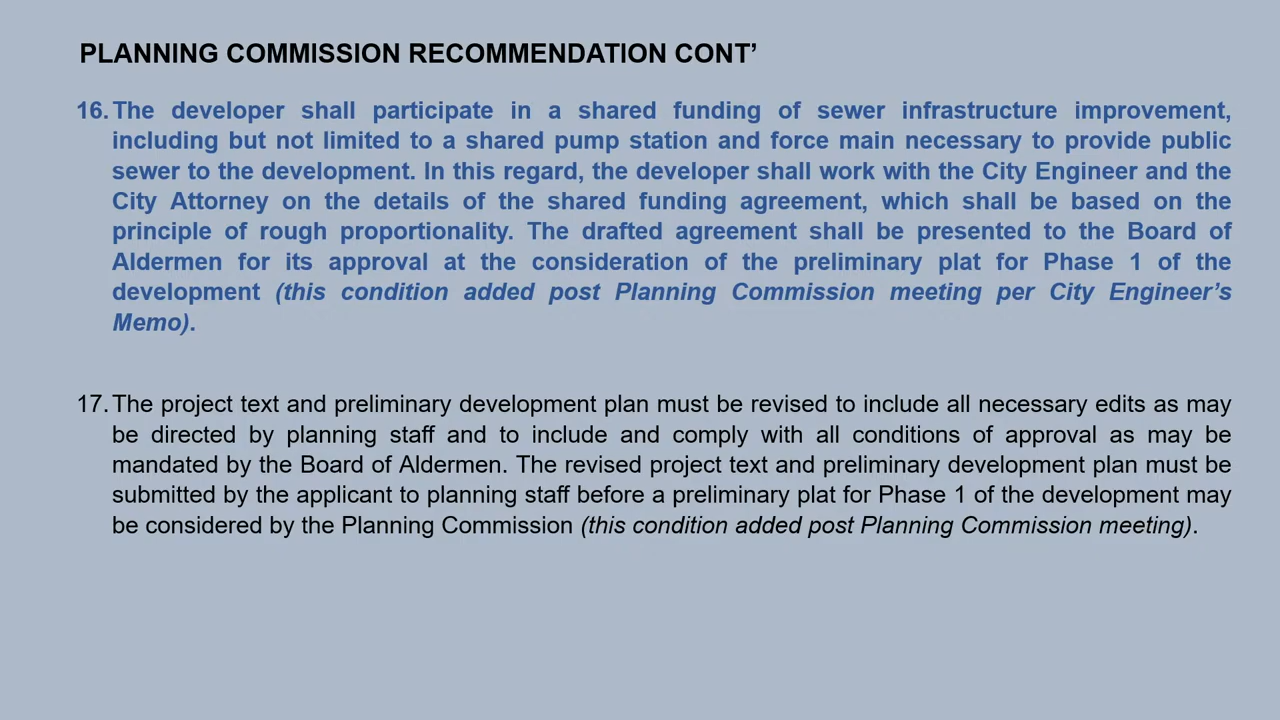 PLANNING COMMISSION RECOMMENDATION CONT’
16. The developer shall participate in a shared funding of sewer infrastructure improvement,
including but not limited to a shared pump station and force main necessary to provide public
sewer to the development. In this regard, the developer shall work with the City Engineer and the
City Attorney on the details of the shared funding agreement, which shall be based on the
principle of rough proportionality. The drafted agreement shall be presented to the Board of
Aldermen for its approval at the consideration of the preliminary plat for Phase 1 of the
development (this condition added post Planning Commission meeting per City Engineer’s
Memo).
17. The project text and preliminary development plan must be revised to include all necessary edits as may
be directed by planning staff and to include and comply with all conditions of approval as may be
mandated by the Board of Aldermen. The revised project text and preliminary development plan must be
submitted by the applicant to planning staff before a preliminary plat for Phase 1 of the development may
be considered by the Planning Commission (this condition added post Planning Commission meeting).